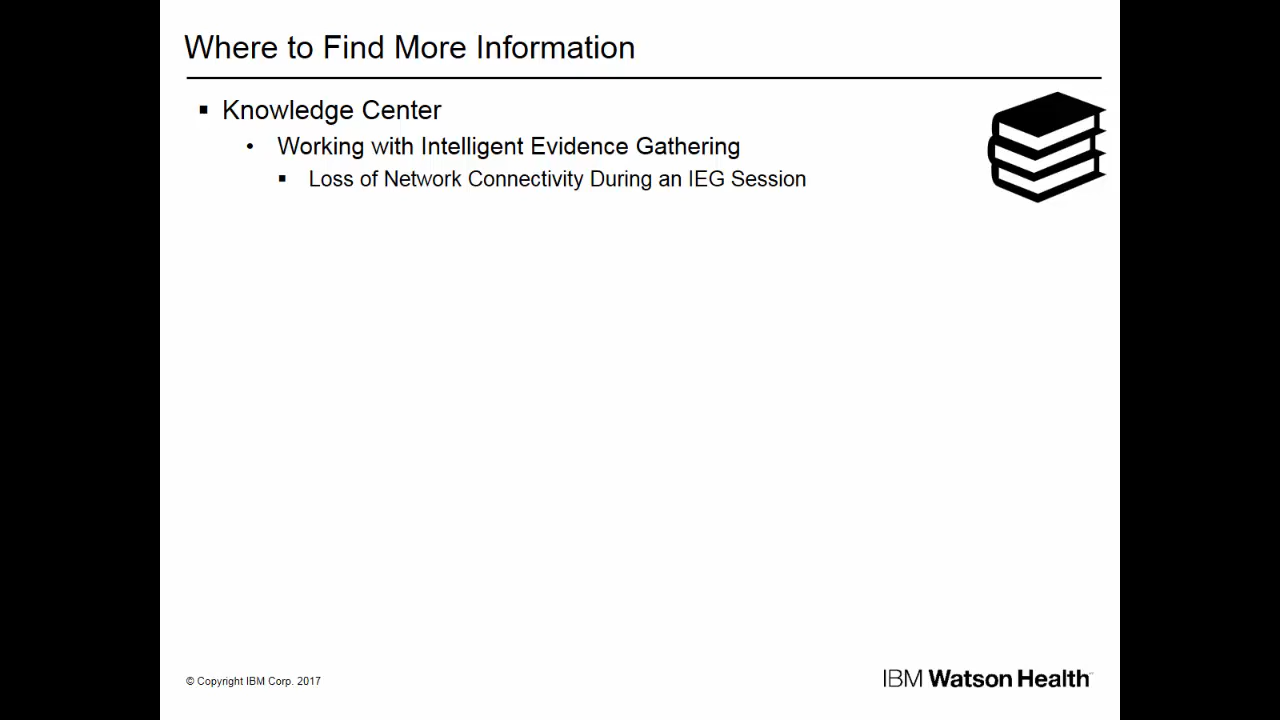 Where to Find More Information
▪ Knowledge Center
• Working with Intelligent Evidence Gathering
▪ Loss of Network Connectivity During an IEG Session
© Copyright IBM Corp. 2017
IBM Watson Health